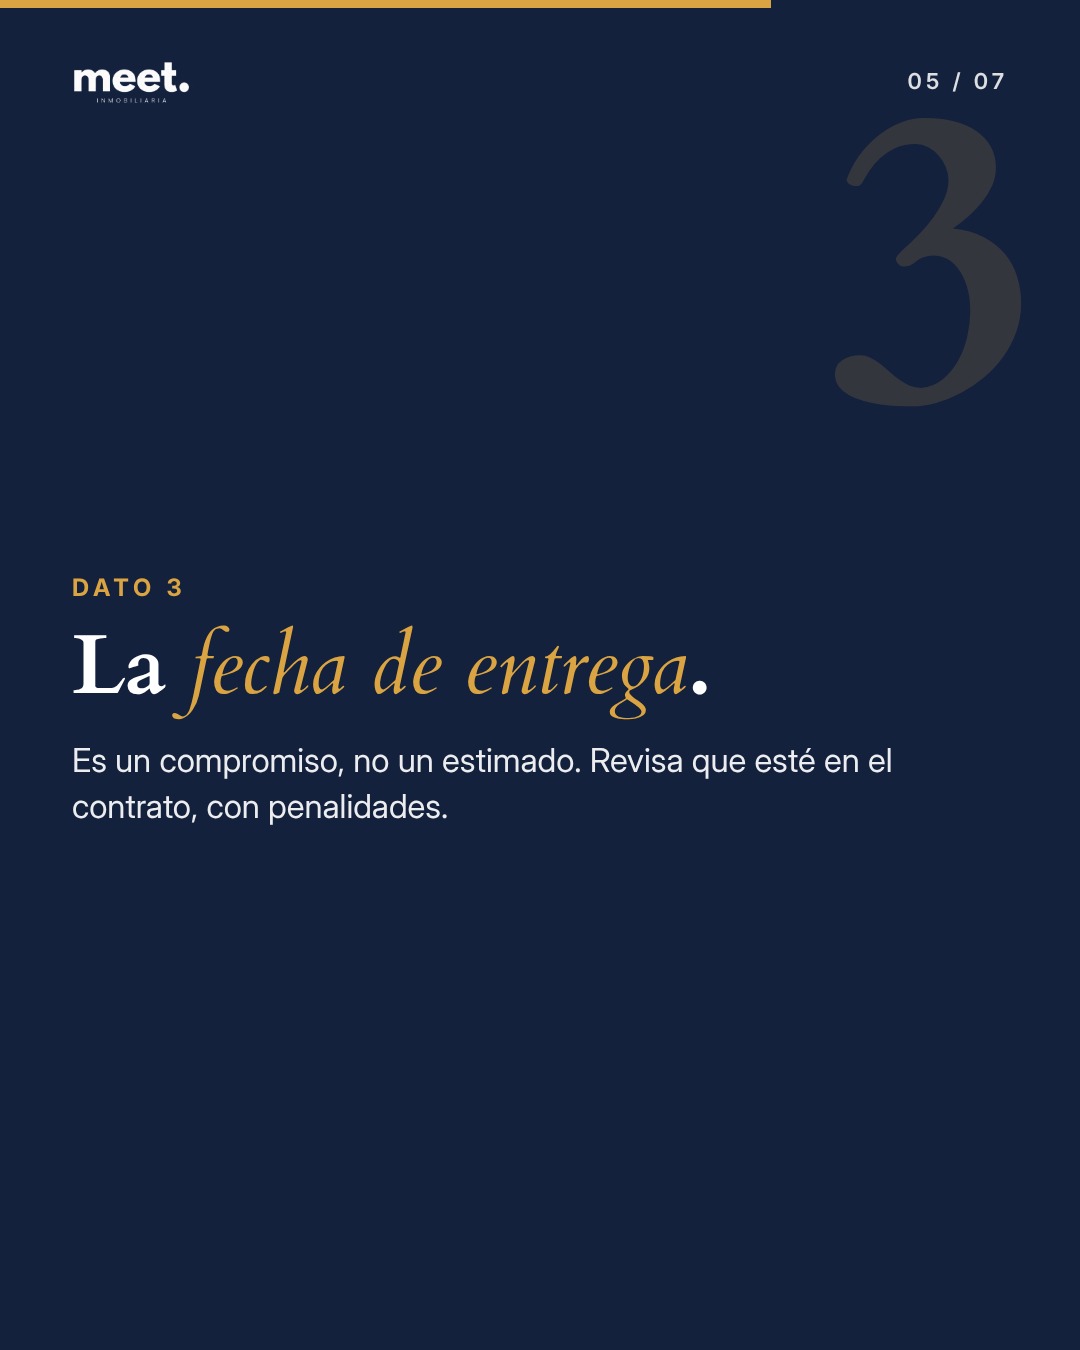 meet.
INMOBILIARIA
05 / 07
3
DATO 3
La fecha de entrega.
Es un compromiso, no un estimado. Revisa que esté en el
contrato, con penalidades.